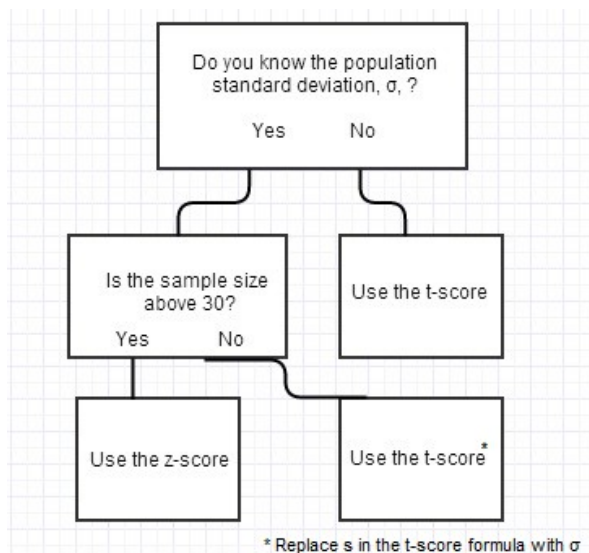 Do you know the population
standard deviation, σ, ?
Yes No
Is the sample size
above 30?
Yes No
Use the t-score
Use the z-score
Use the t-score*
* Replace s in the t-score formula with σ